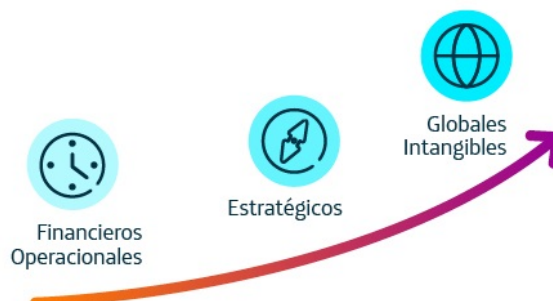 Financieros
Operacionales
Estratégicos
Globales
Intangibles